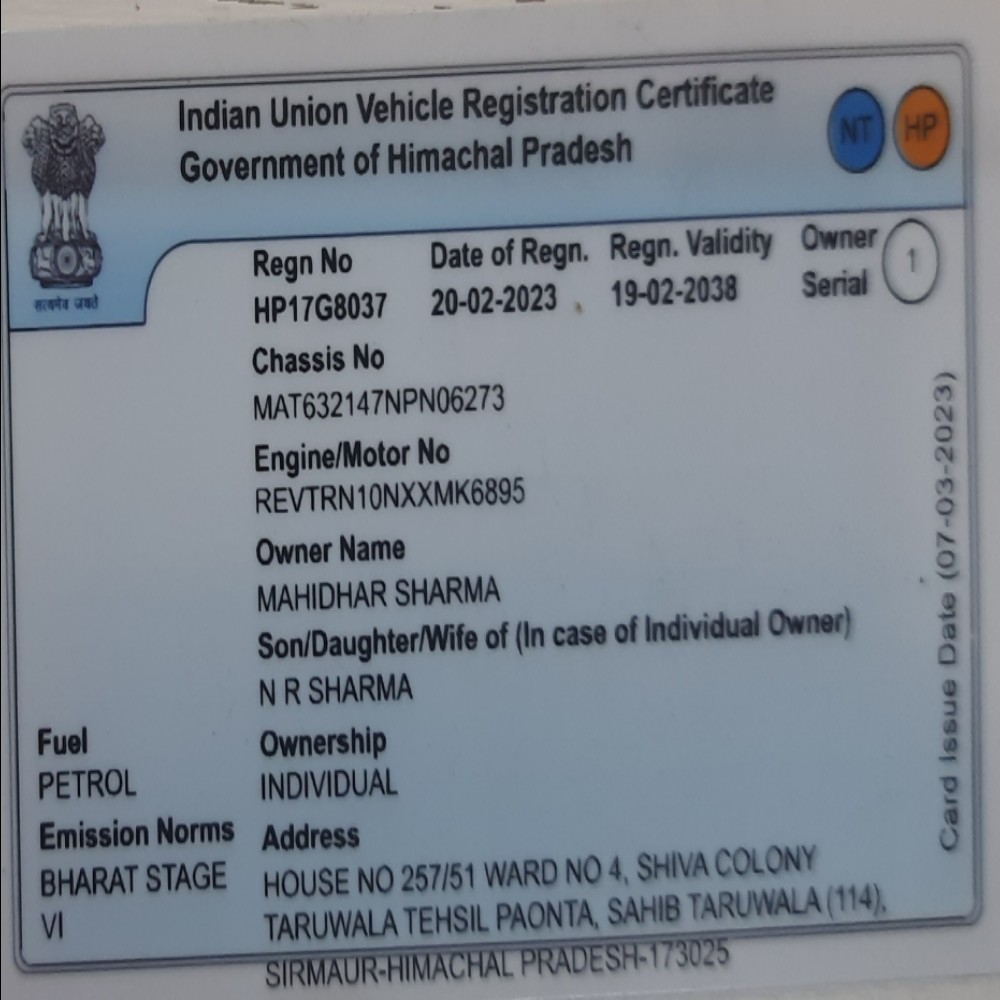 Indian Union Vehicle Registration Certificate
Government of Himachal Pradesh
NT HP
सत्यमेव जयते
Regn No Date of Regn. Regn. Validity Owner Serial 1
HP17G8037 20-02-2023 19-02-2038
Chassis No
MAT632147NPN06273
Engine/Motor No
REVTRN10NXXMK6895
Owner Name
MAHIDHAR SHARMA
Son/Daughter/Wife of (In case of Individual Owner)
N R SHARMA
Fuel Ownership
PETROL INDIVIDUAL
Emission Norms Address
BHARAT STAGE HOUSE NO 257/51 WARD NO 4, SHIVA COLONY
VI TARUWALA TEHSIL PAONTA, SAHIB TARUWALA (114),
SIRMAUR-HIMACHAL PRADESH-173025
Card Issue Date (07-03-2023)